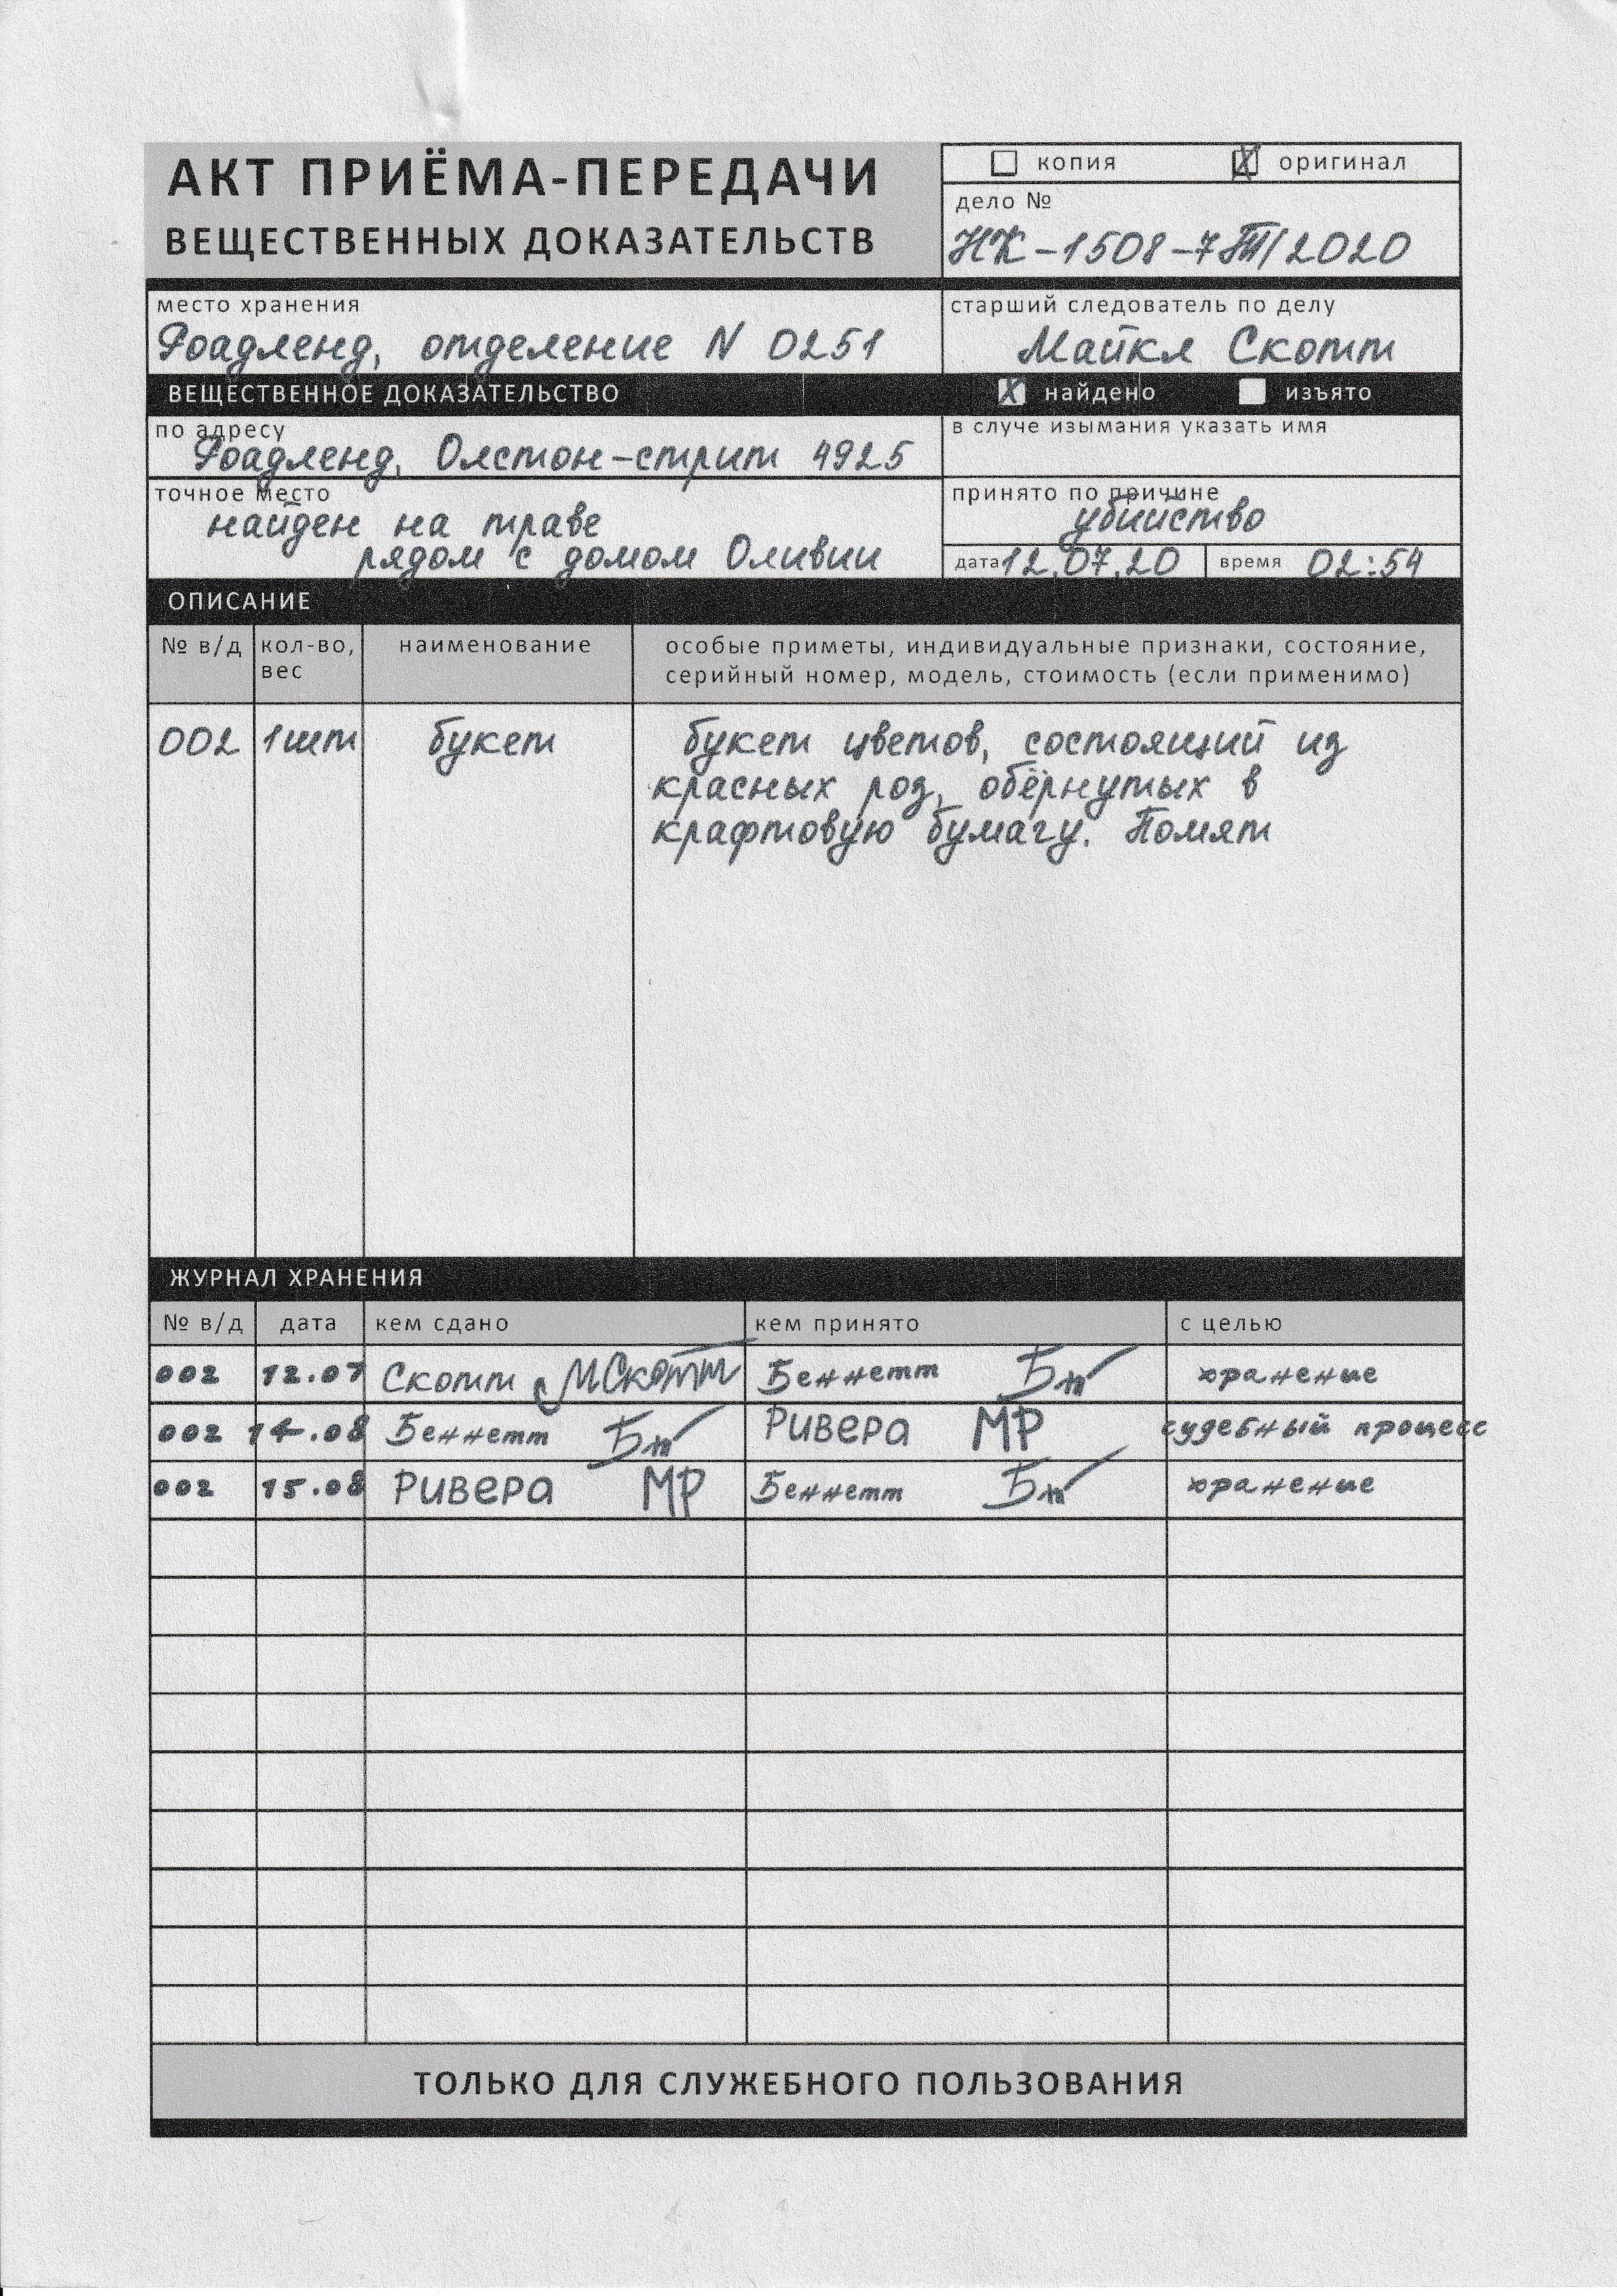 АКТ ПРИЁМА-ПЕРЕДАЧИ
ВЕЩЕСТВЕННЫХ ДОКАЗАТЕЛЬСТВ
копия оригинал
дело №
НК-1508-7ТП/2020
место хранения
Роадленд, отделение N 0251
старший следователь по делу
Майкл Скотт
ВЕЩЕСТВЕННОЕ ДОКАЗАТЕЛЬСТВО
найдено изъято
по адресу
Роадленд, Олстон-стрит 4925
в случе изымания указать имя
точное место
найден на траве
рядом с домом Оливии
принято по причине
убийство
дата 12.07.20 время 02:54
ОПИСАНИЕ
№ в/д кол-во, наименование особые приметы, индивидуальные признаки, состояние,
вес серийный номер, модель, стоимость (если применимо)
002 1шт букет букет цветов, состоящий из
красных роз, обёрнутых в
крафтовую бумагу. Помят
ЖУРНАЛ ХРАНЕНИЯ
№ в/д дата кем сдано кем принято с целью
002 12.07 Скотт МСкотт Беннетт Бт хранение
002 14.08 Беннетт Бт Ривера МР судебный процесс
002 15.08 Ривера МР Беннетт Бт хранение
ТОЛЬКО ДЛЯ СЛУЖЕБНОГО ПОЛЬЗОВАНИЯ